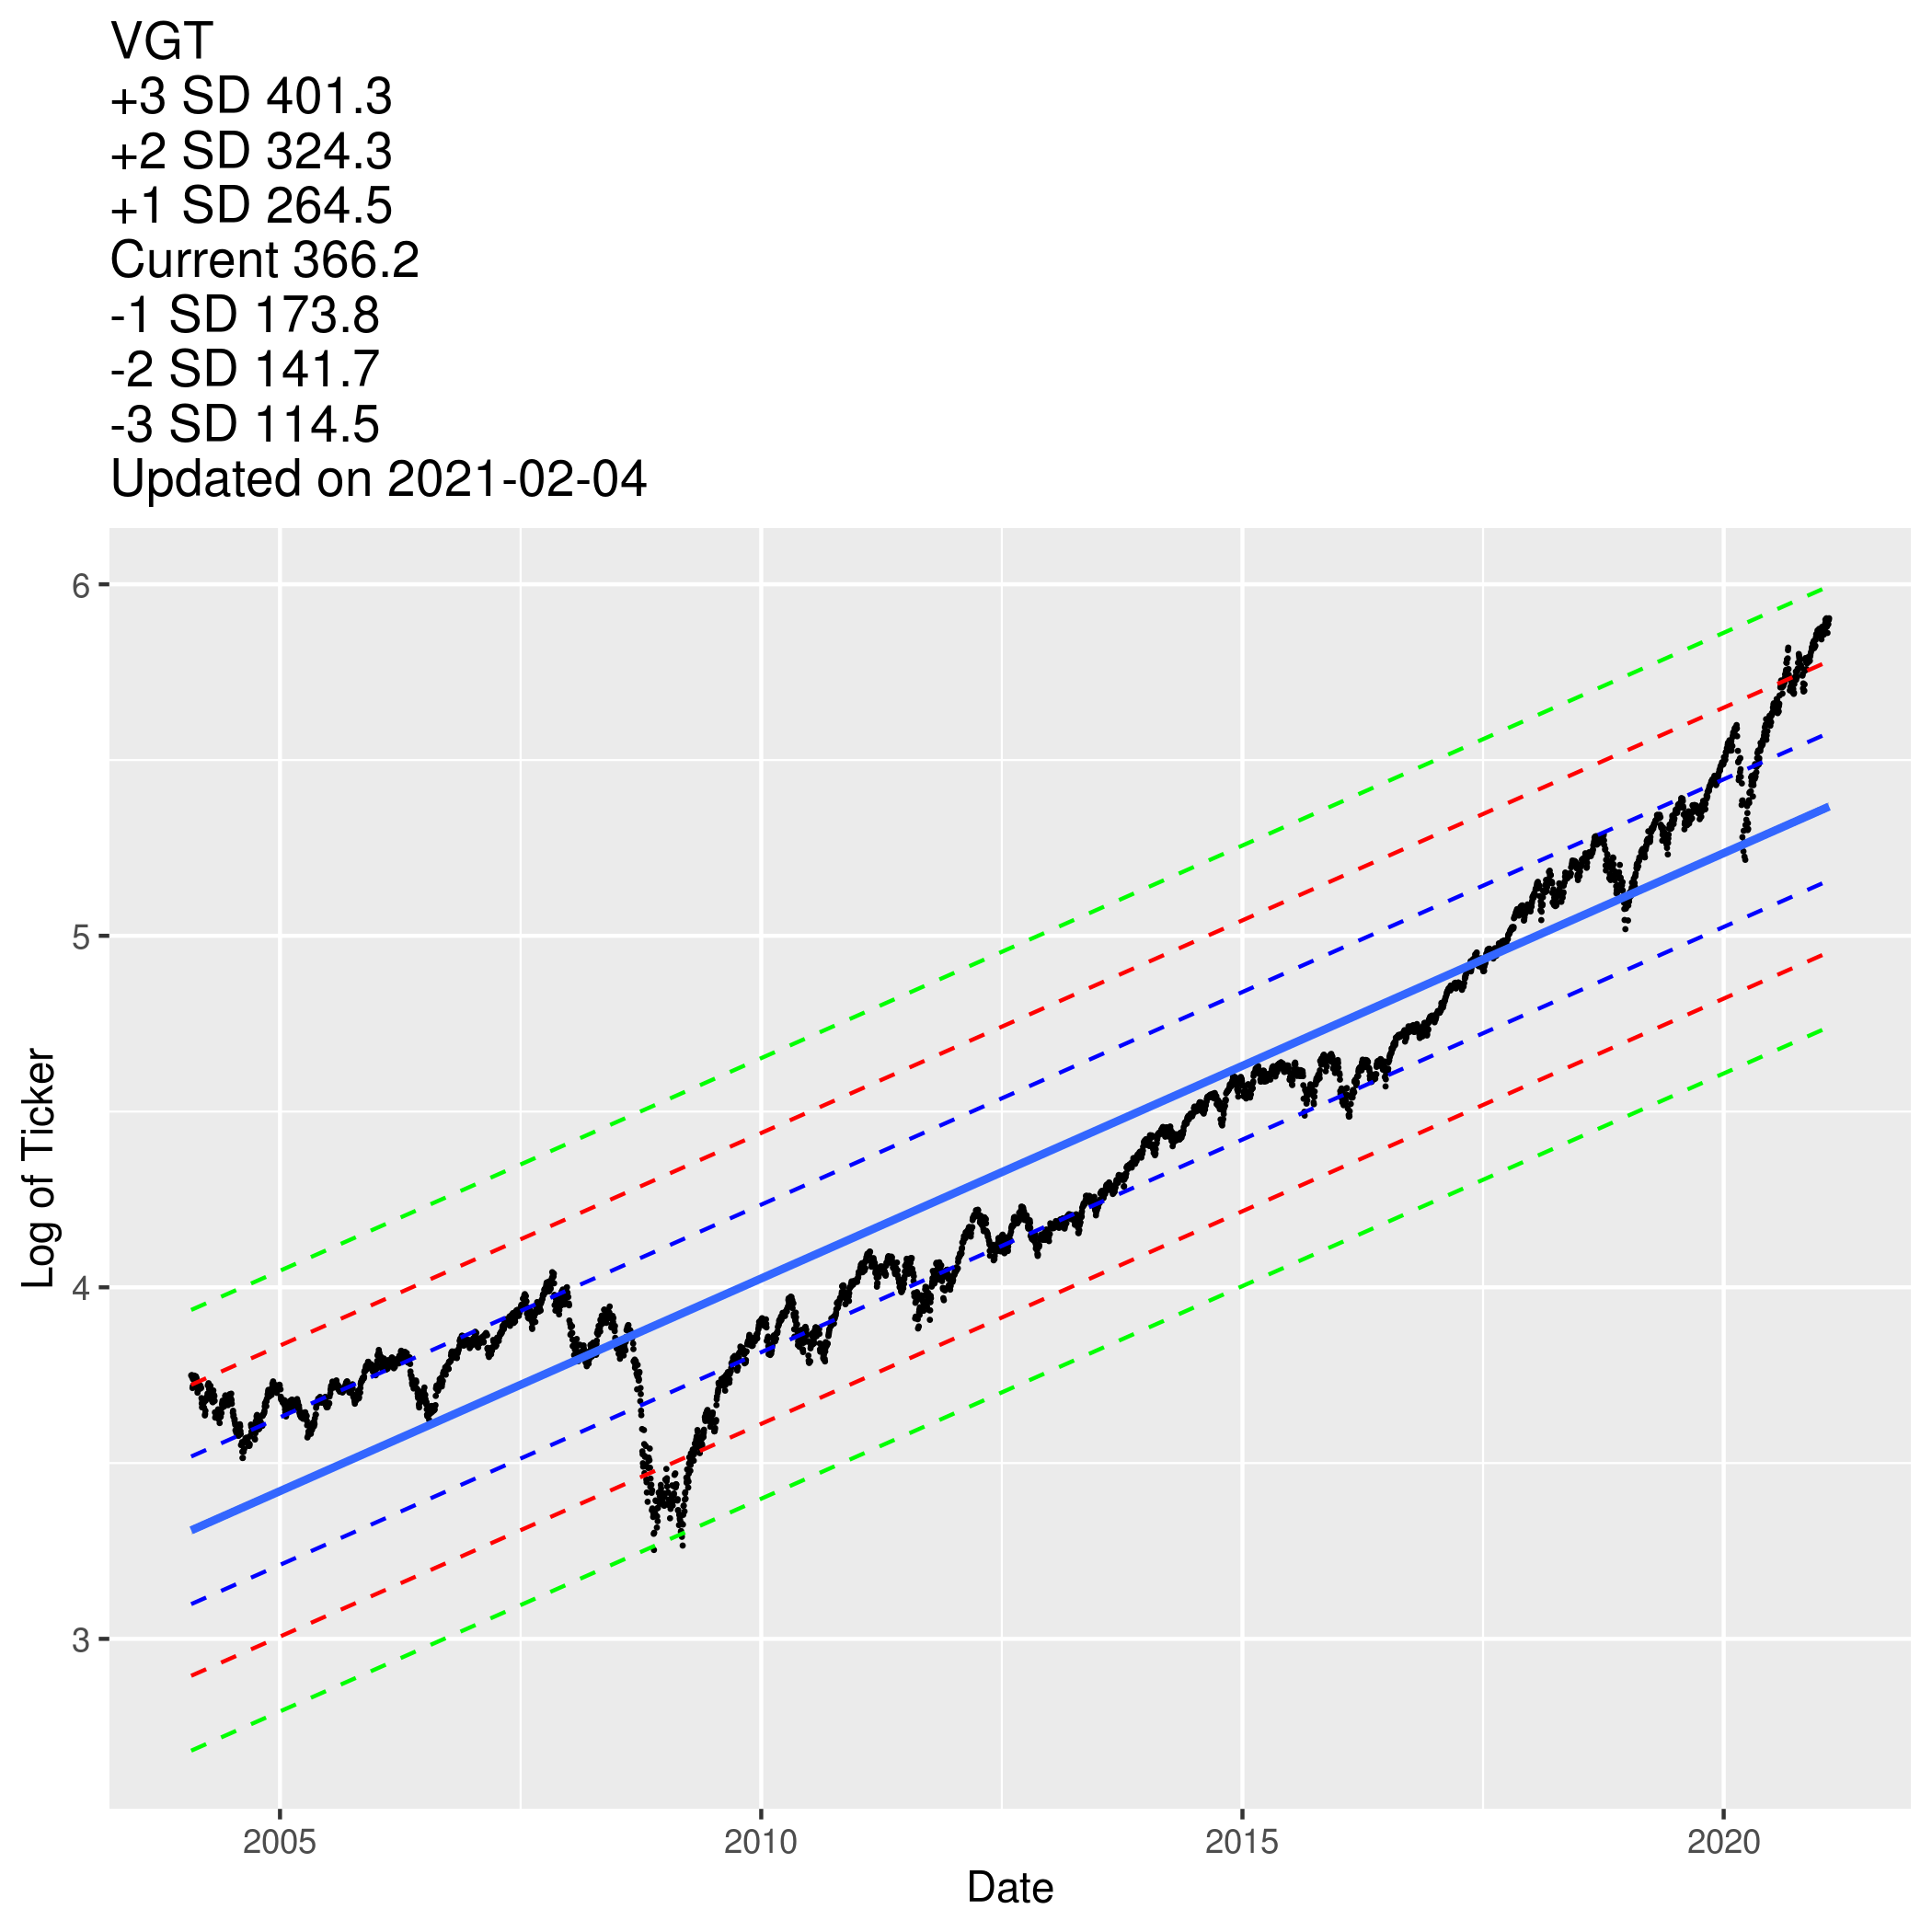 VGT
+3 SD 401.3
+2 SD 324.3
+1 SD 264.5
Current 366.2
-1 SD 173.8
-2 SD 141.7
-3 SD 114.5
Updated on 2021-02-04
6
5
4
3
Log of Ticker
2005 2010 2015 2020
Date